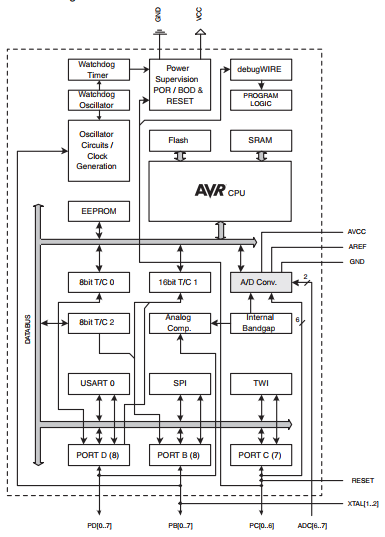 GND
VCC
Watchdog
Timer
Power
Supervision
POR / BOD &
RESET
debugWIRE
Watchdog
Oscillator
PROGRAM
LOGIC
Oscillator
Circuits /
Clock
Generation
Flash
SRAM
AVR CPU
EEPROM
AVCC
AREF
GND
8bit T/C 0
16bit T/C 1
A/D Conv.
2
DATABUS
8bit T/C 2
Analog
Comp.
Internal
Bandgap
6
USART 0
SPI
TWI
PORT D (8)
PORT B (8)
PORT C (7)
RESET
XTAL[1..2]
PD[0..7]
PB[0..7]
PC[0..6]
ADC[6..7]